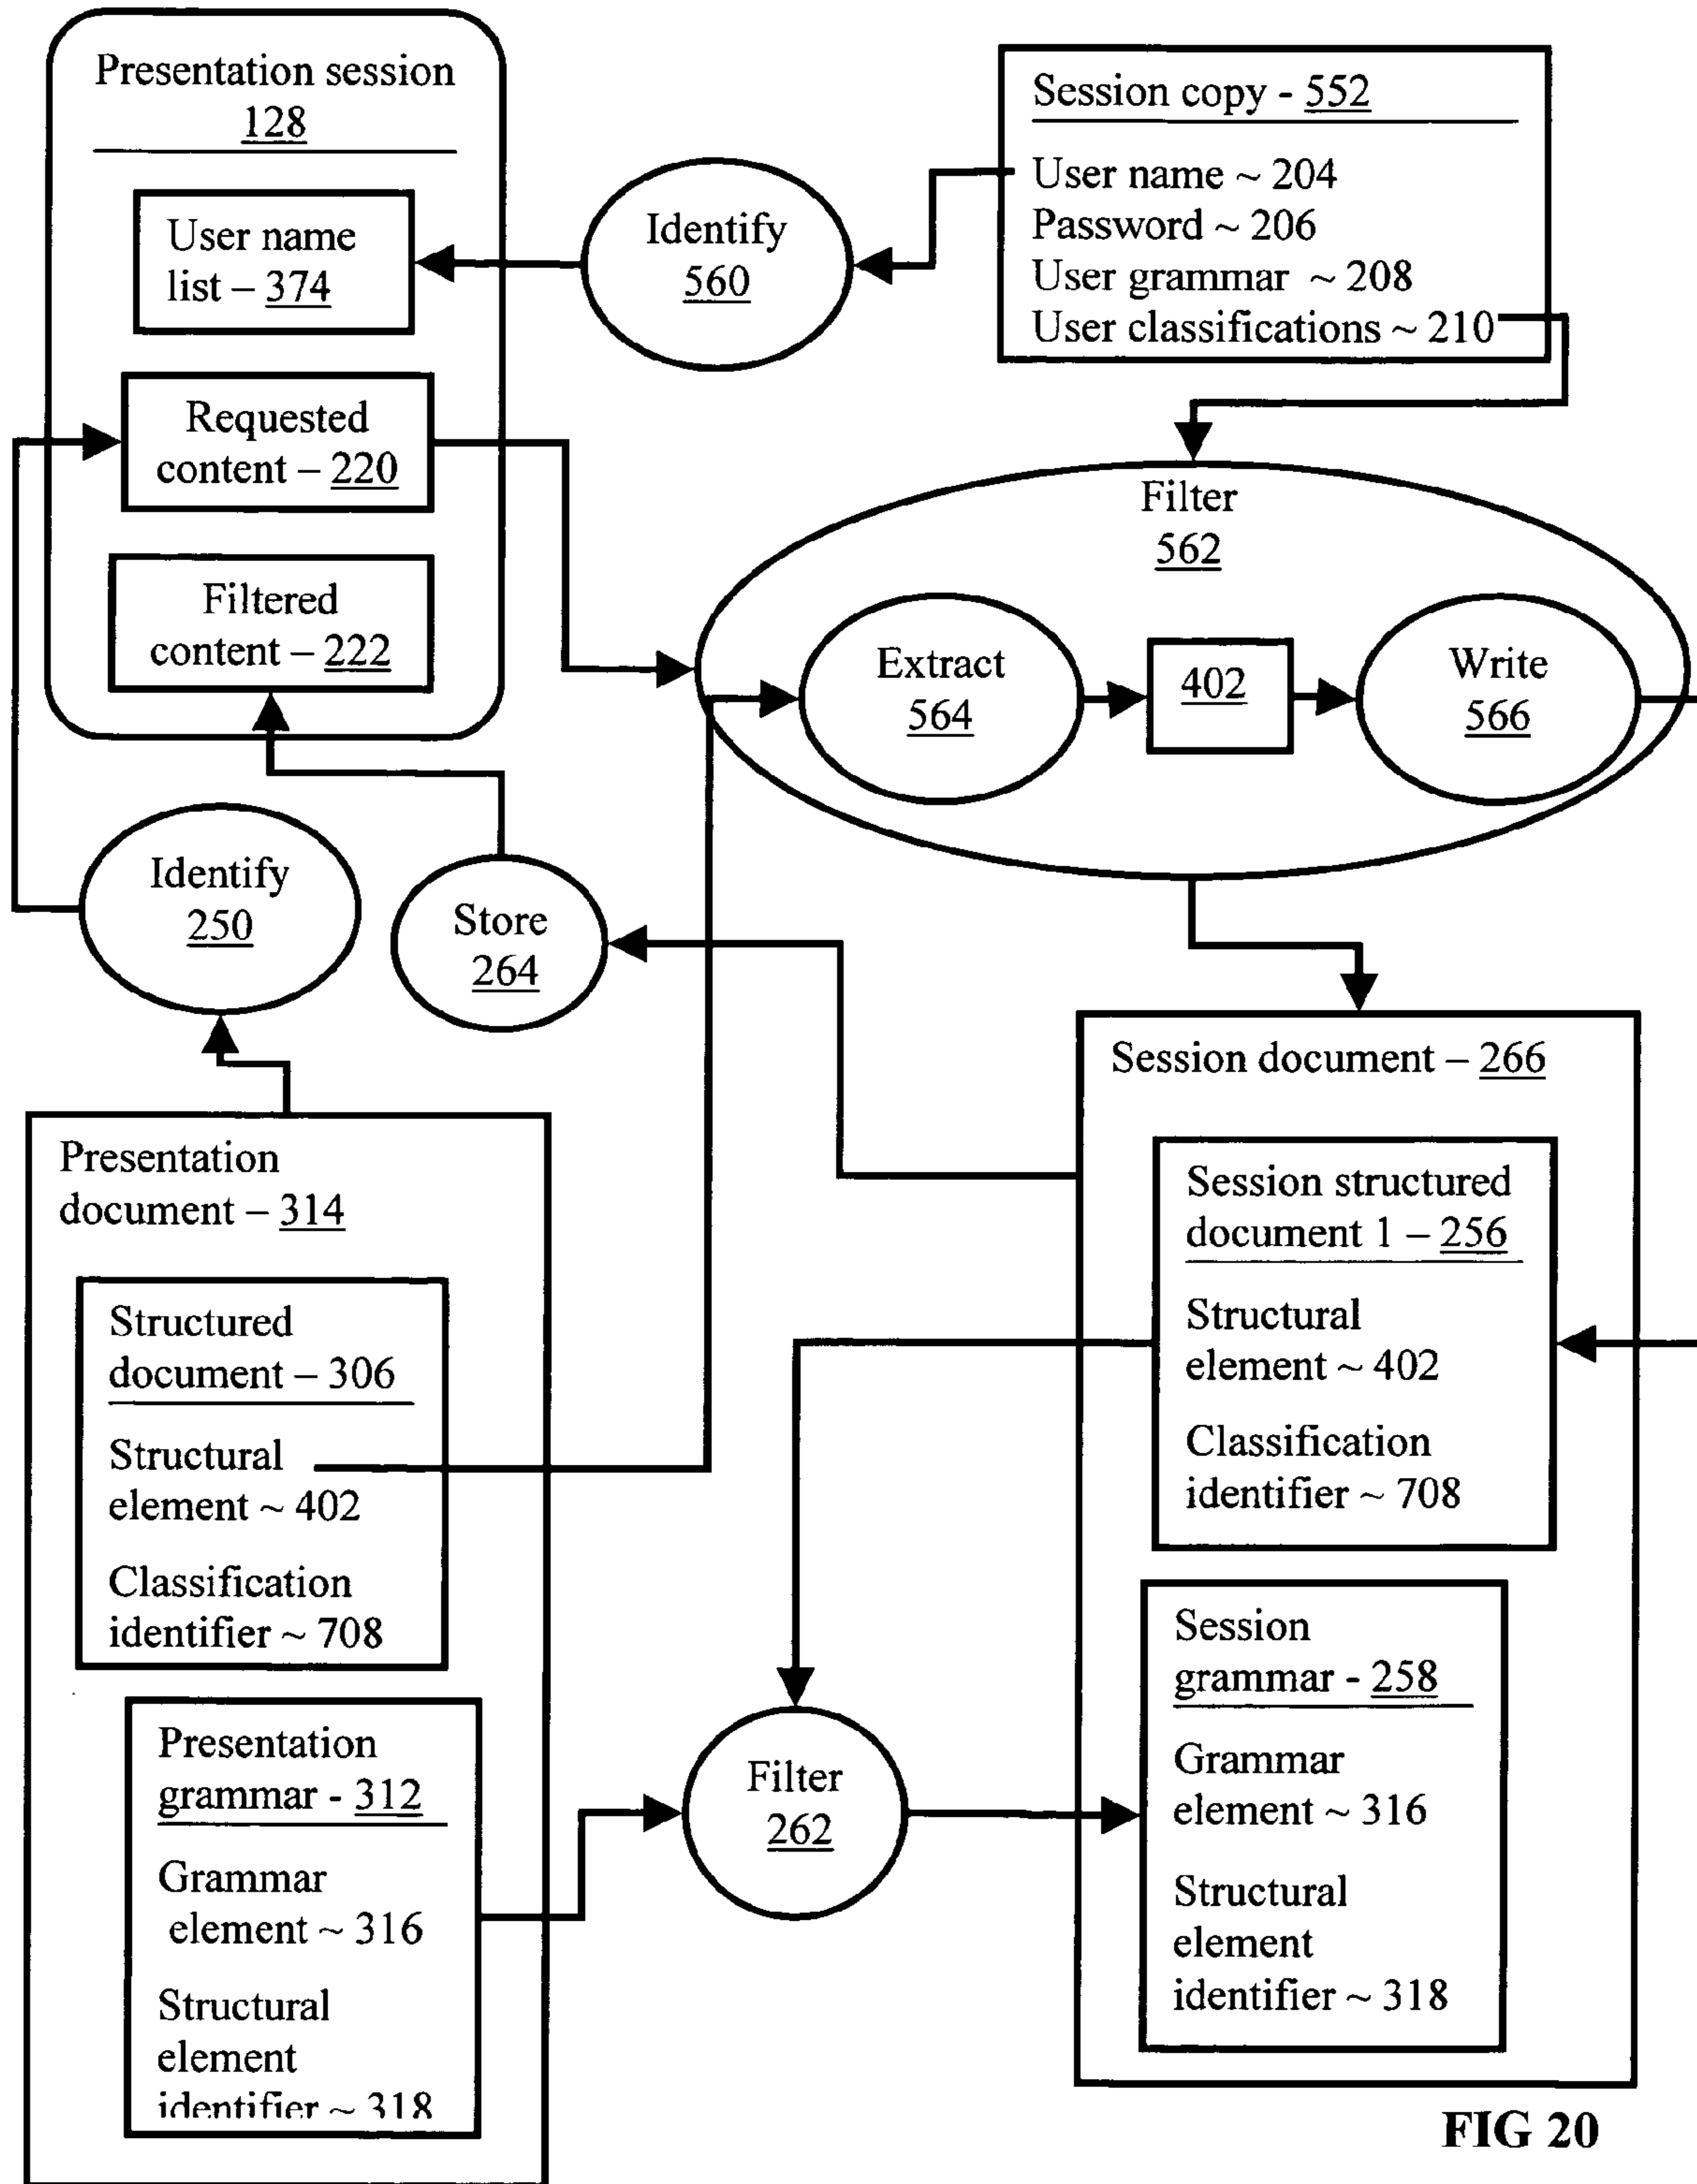 Presentation session
128
User name
list – 374
Requested
content – 220
Filtered
content – 222
Identify
560
Session copy - 552
User name ~ 204
Password ~ 206
User grammar ~ 208
User classifications ~ 210
Filter
562
Extract
564
402
Write
566
Identify
250
Store
264
Presentation
document – 314
Structured
document – 306
Structural
element ~ 402
Classification
identifier ~ 708
Presentation
grammar - 312
Grammar
element ~ 316
Structural
element
identifier ~ 318
Filter
262
Session document – 266
Session structured
document 1 – 256
Structural
element ~ 402
Classification
identifier ~ 708
Session
grammar - 258
Grammar
element ~ 316
Structural
element
identifier ~ 318
FIG 20